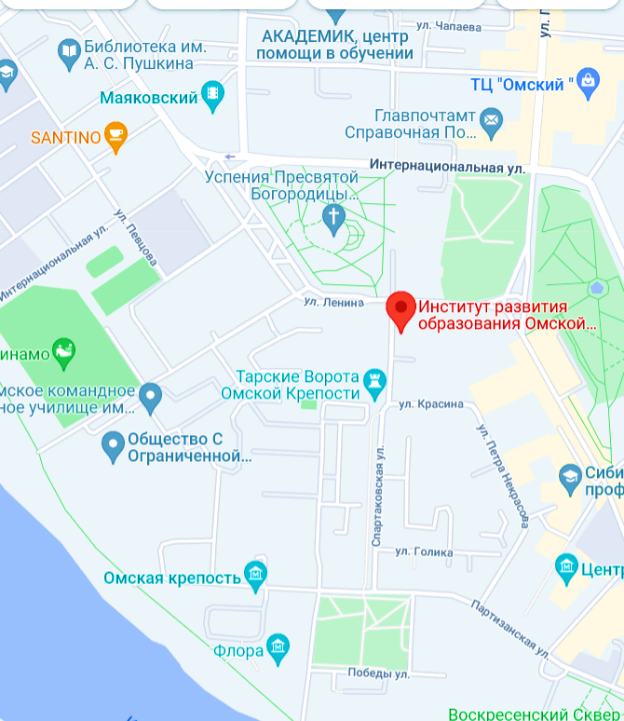 ул. Чапаева
ул. П
АКАДЕМИК, центр
помощи в обучении
Библиотека им.
А. С. Пушкина
ТЦ "Омский "
Маяковский
Главпочтамт
Справочная По...
SANTINO
Интернациональная ул.
Успения Пресвятой
Богородицы...
ул. Певцова
Интернациональная ул.
ул. Ленина
Институт развития
образования Омской...
инамо
Тарские Ворота
Омской Крепости
мское командное
ное училище им...
ул. Красина
Общество С
Ограниченной...
ул. Петра Некрасова
Спартаковская ул.
Сиби
проф
ул. Голика
Центр
Омская крепость
Партизанская ул.
Флора
Победы ул.
Воскресенский Сквер